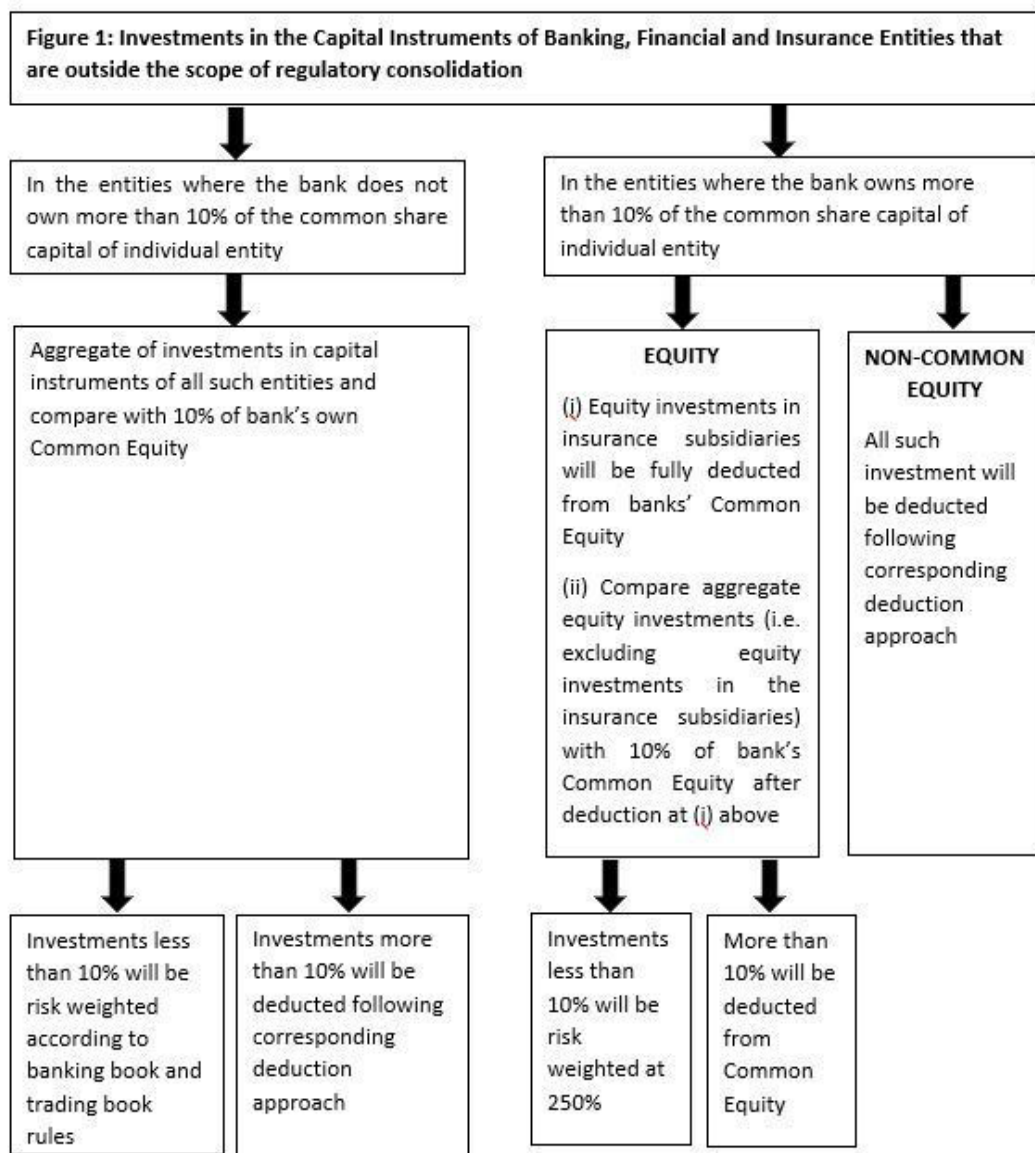 Figure 1: Investments in the Capital Instruments of Banking, Financial and Insurance Entities that
are outside the scope of regulatory consolidation
In the entities where the bank does not
own more than 10% of the common share
capital of individual entity
In the entities where the bank owns more
than 10% of the common share capital of
individual entity
Aggregate of investments in capital
instruments of all such entities and
compare with 10% of bank’s own
Common Equity
EQUITY
(i) Equity investments in
insurance subsidiaries
will be fully deducted
from banks’ Common
Equity
(ii) Compare aggregate
equity investments (i.e.
excluding equity
investments in the
insurance subsidiaries)
with 10% of bank’s
Common Equity after
deduction at (i) above
NON-COMMON
EQUITY
All such
investment will
be deducted
following
corresponding
deduction
approach
Investments less
than 10% will be
risk weighted
according to
banking book and
trading book
rules
Investments more
than 10% will be
deducted following
corresponding
deduction
approach
Investments
less than
10% will be
risk
weighted at
250%
More than
10% will be
deducted
from
Common
Equity